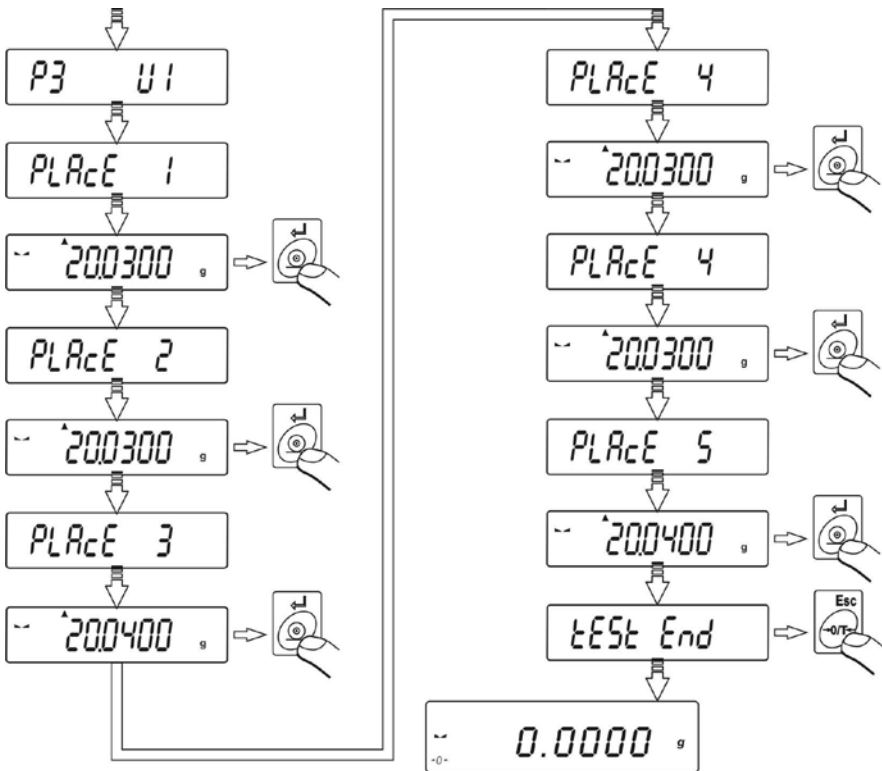 P3 U1
PLAcE 1
20.0300 g
PLAcE 2
20.0300 g
PLAcE 3
20.0400 g
PLAcE 4
20.0300 g
PLAcE 4
20.0300 g
PLAcE 5
20.0400 g
tESt End
Esc
→0/T←
0.0000 g
-0-